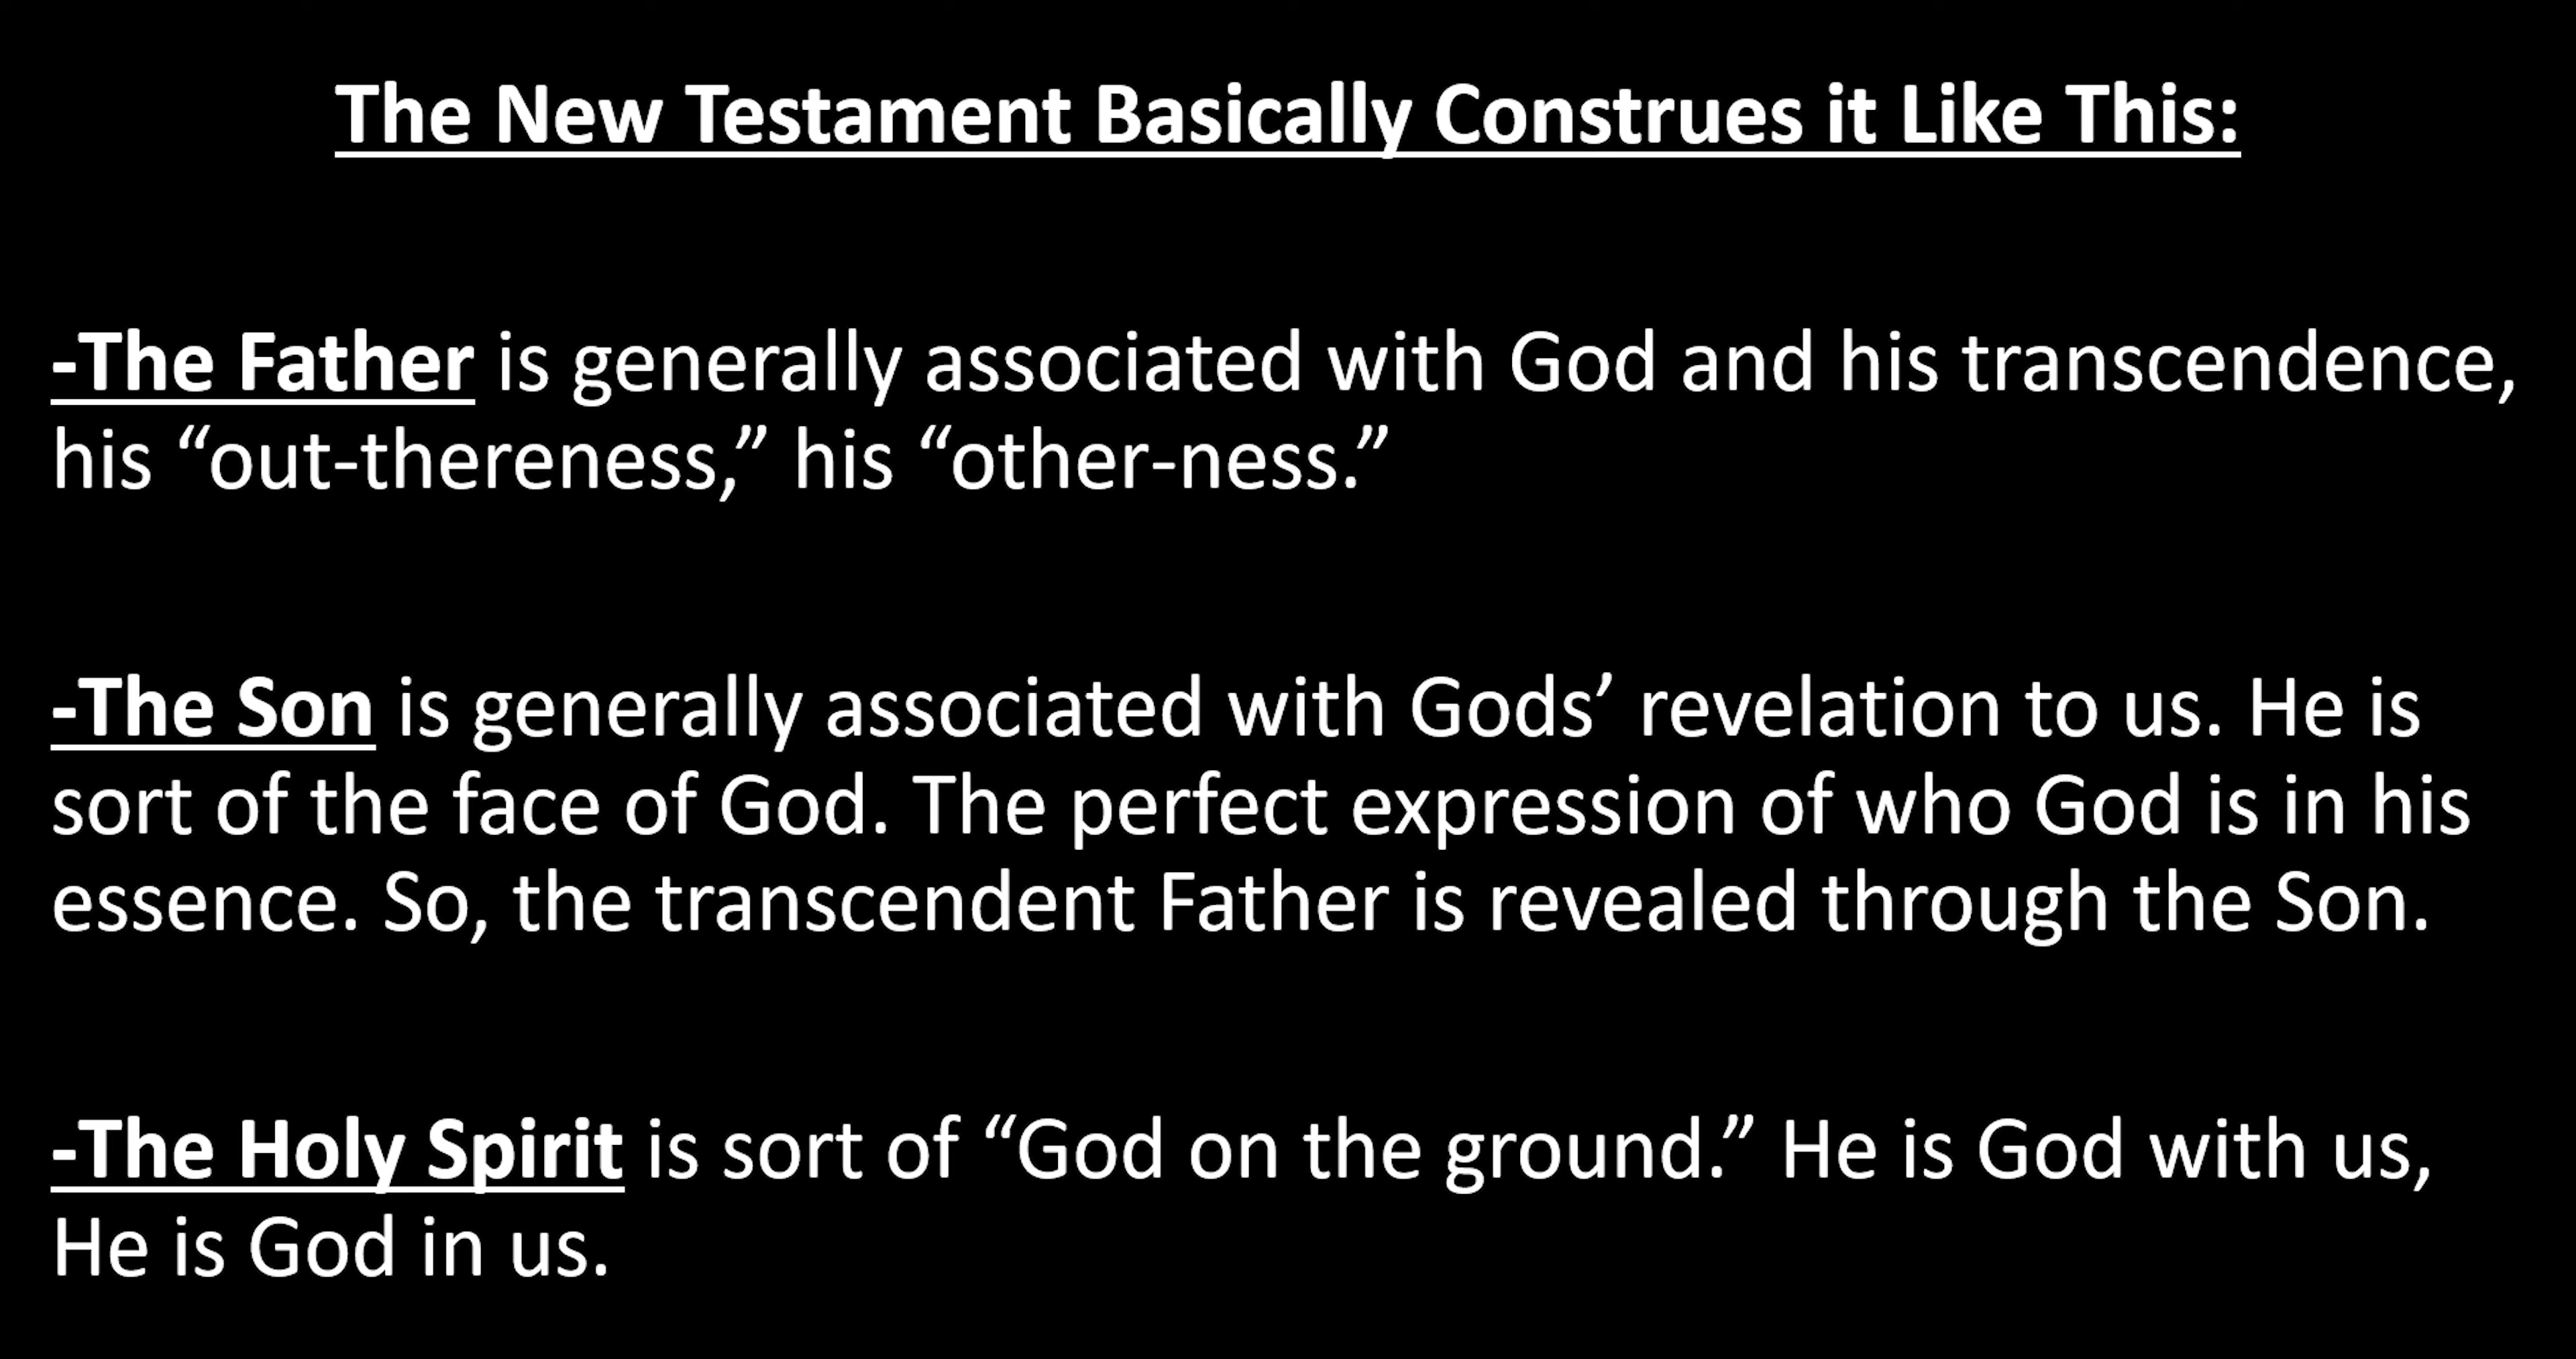 The New Testament Basically Construes it Like This:
-The Father is generally associated with God and his transcendence,
his “out-thereness,” his “other-ness.”
-The Son is generally associated with Gods’ revelation to us. He is
sort of the face of God. The perfect expression of who God is in his
essence. So, the transcendent Father is revealed through the Son.
-The Holy Spirit is sort of “God on the ground.” He is God with us,
He is God in us.